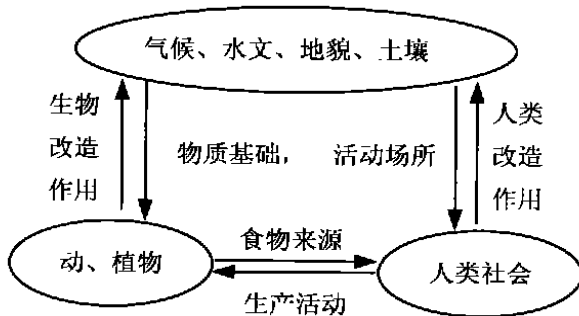 气候、水文、地貌、土壤
生物
改造
作用
物质基础， 活动场所
人类
改造
作用
动、植物
食物来源
生产活动
人类社会